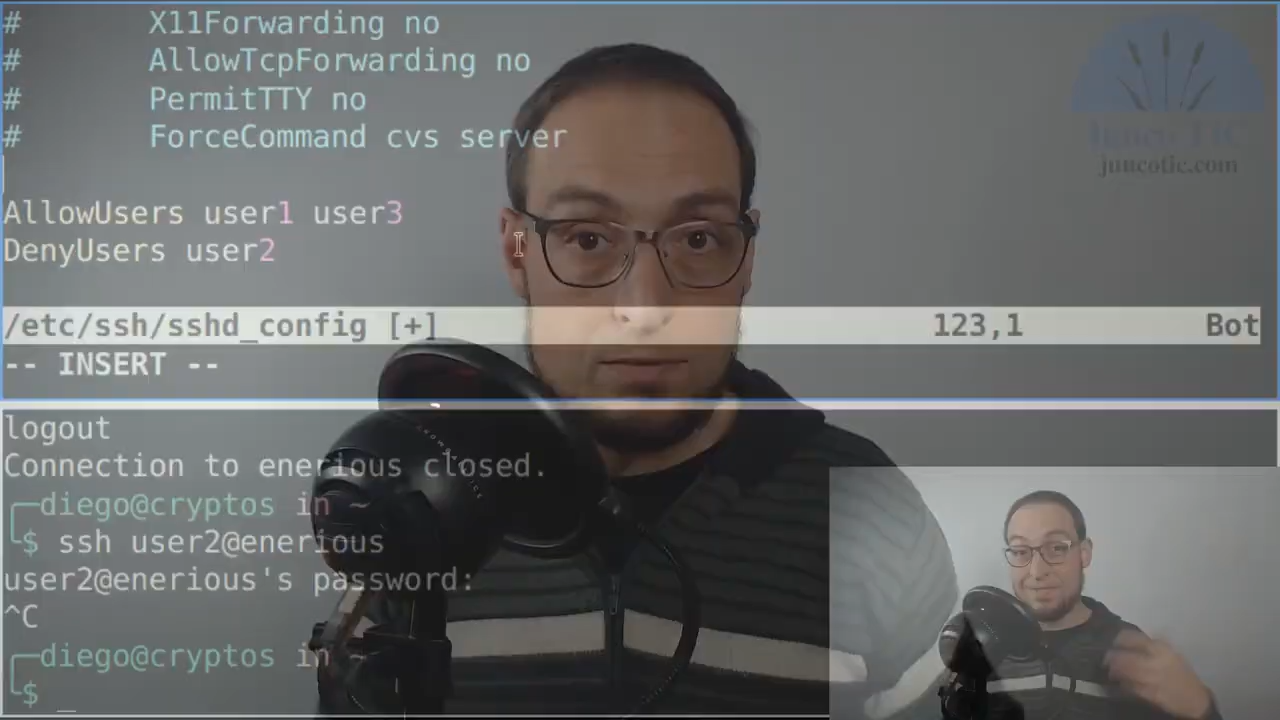 #       X11Forwarding no
#       AllowTcpForwarding no
#       PermitTTY no
#       ForceCommand cvs server
Junco TIC
juncotic.com
AllowUsers user1 user3
DenyUsers user2
/etc/ssh/sshd_config [+] 123,1 Bot
-- INSERT --
logout
Connection to enerious closed.
┌─diego@cryptos in ~
└$ ssh user2@enerious
user2@enerious's password:
^C
┌─diego@cryptos in ~
└$ _